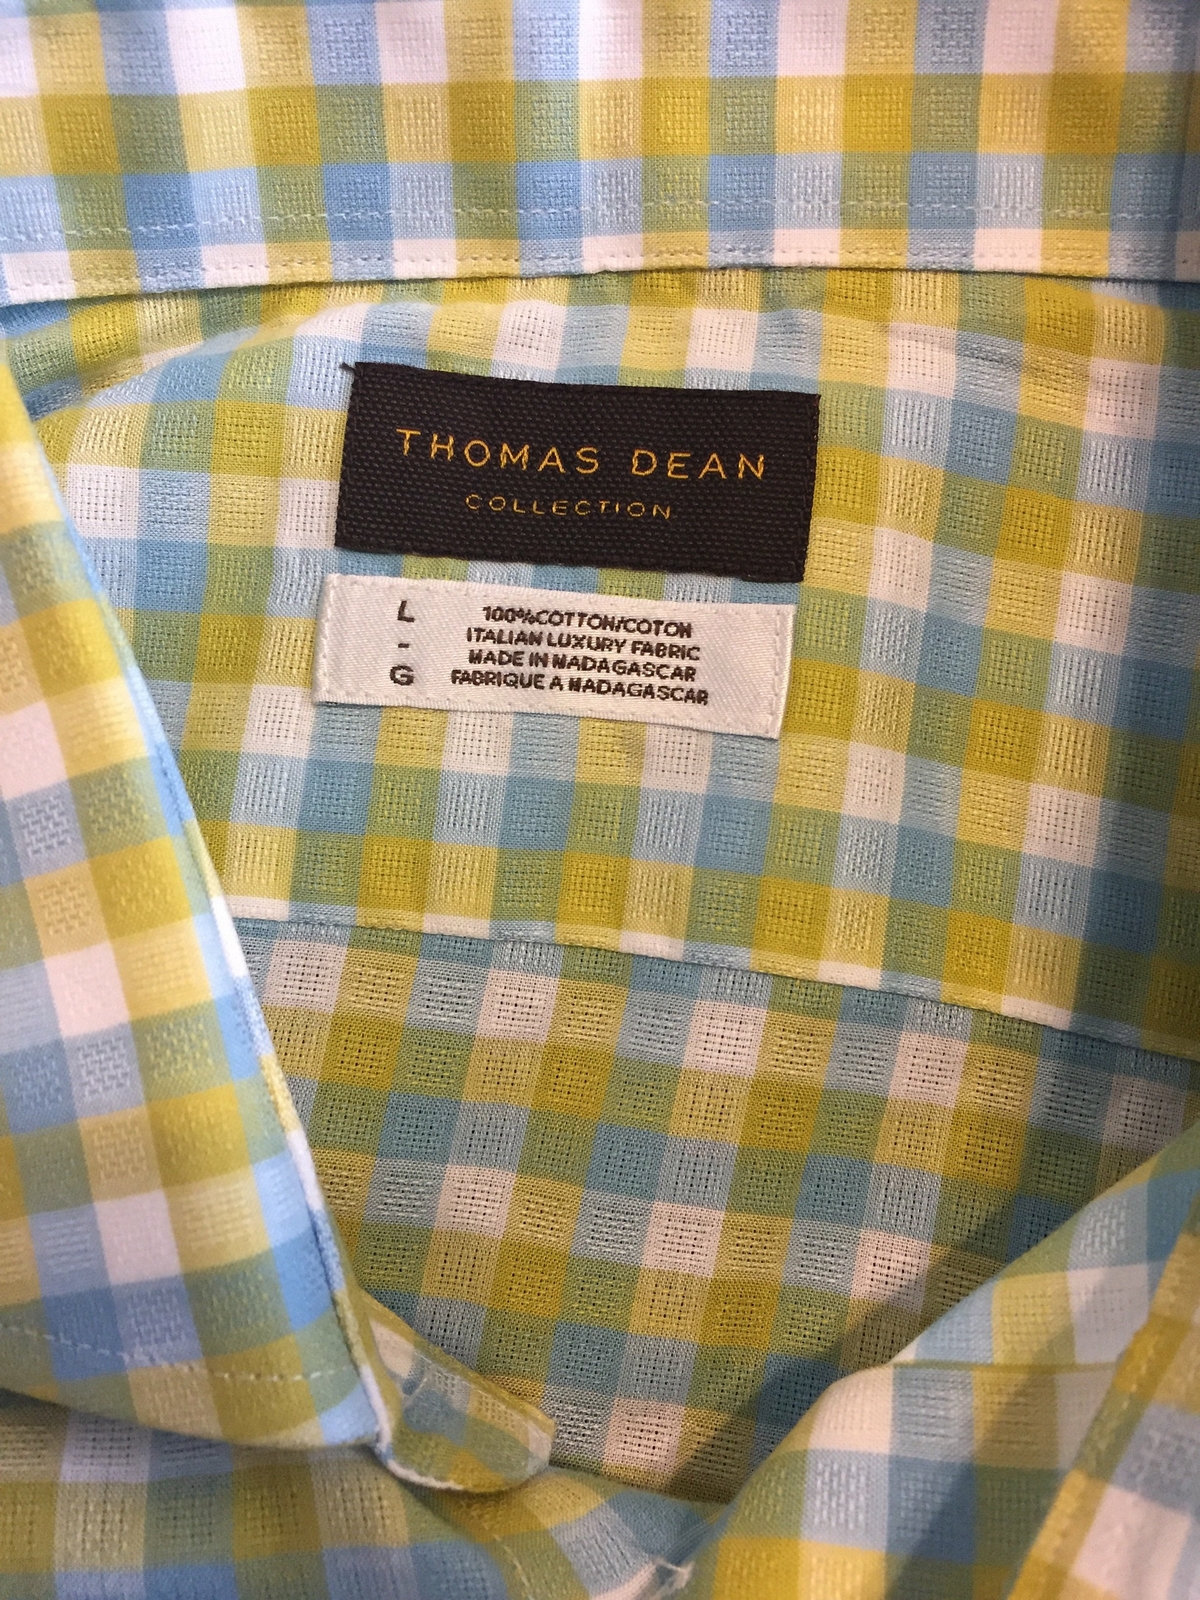 THOMAS DEAN
COLLECTION
L
-
G
100%COTTON/COTON
ITALIAN LUXURY FABRIC
MADE IN MADAGASCAR
FABRIQUE A MADAGASCAR